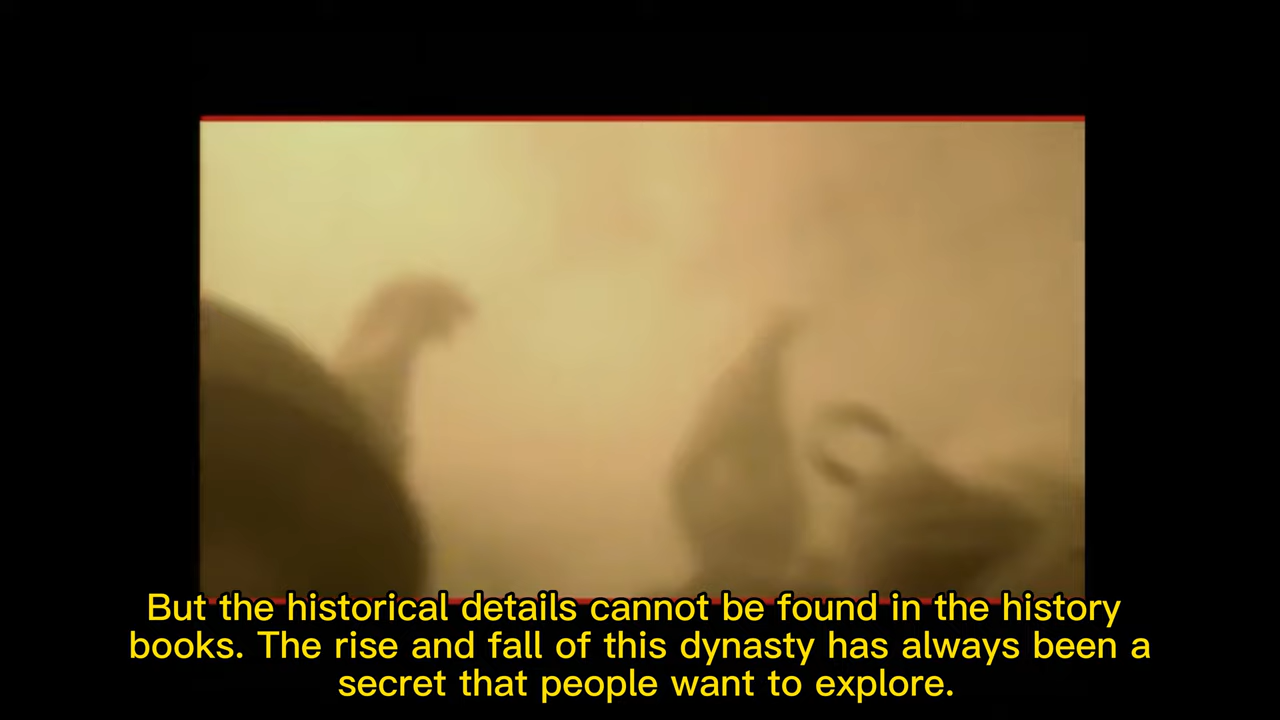 But the historical details cannot be found in the history
books. The rise and fall of this dynasty has always been a
secret that people want to explore.